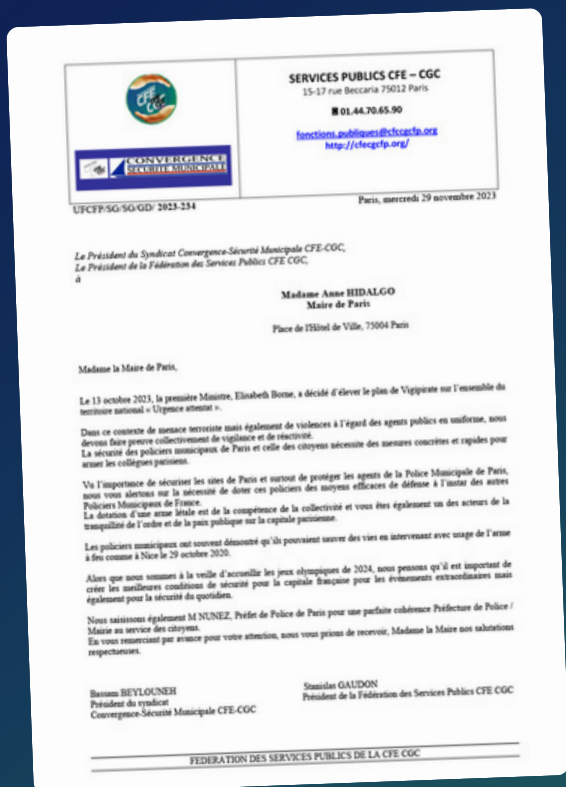 CFE
CGC
CONVERGENCE
SÉCURITÉ MUNICIPALE
SERVICES PUBLICS CFE – CGC
15-17 rue Beccaria 75012 Paris
01.44.70.65.90
fonctions.publiques@cfecgcfp.org
http://cfecgcfp.org/
UFCFP/SG/SG/GD/ 2023-234
Paris, mercredi 29 novembre 2023
Le Président du Syndicat Convergence-Sécurité Municipale CFE-CGC,
Le Président de la Fédération des Services Publics CFE CGC,
à
Madame Anne HIDALGO
Maire de Paris
Place de l'Hôtel de Ville, 75004 Paris
Madame la Maire de Paris,
Le 13 octobre 2023, la première Ministre, Elisabeth Borne, a décidé d'élever le plan de Vigipirate sur l'ensemble du
territoire national « Urgence attentat ».
Dans ce contexte de menace terroriste mais également de violences à l'égard des agents publics en uniforme, nous
devons faire preuve collectivement de vigilance et de réactivité.
La sécurité des policiers municipaux de Paris et celle des citoyens nécessite des mesures concrètes et rapides pour
armer les collègues parisiens.
Vu l'importance de sécuriser les sites de Paris et surtout de protéger les agents de la Police Municipale de Paris,
nous vous alertons sur la nécessité de doter ces policiers des moyens efficaces de défense à l'instar des autres
Policiers Municipaux de France.
La dotation d'une arme létale est de la compétence de la collectivité et vous êtes également un des acteurs de la
tranquillité de l'ordre et de la paix publique sur la capitale parisienne.
Les policiers municipaux ont souvent démontré qu'ils pouvaient sauver des vies en intervenant avec usage de l'arme
à feu comme à Nice le 29 octobre 2020.
Alors que nous sommes à la veille d'accueillir les jeux olympiques de 2024, nous pensons qu'il est important de
créer les meilleures conditions de sécurité pour la capitale française pour les événements extraordinaires mais
également pour la sécurité du quotidien.
Nous saisissons également M NUNEZ, Préfet de Police de Paris pour une parfaite cohérence Préfecture de Police /
Mairie au service des citoyens.
En vous remerciant par avance pour votre attention, nous vous prions de recevoir, Madame la Maire nos salutations
respectueuses.
Bassam BEYLOUNEH
Président du syndicat
Convergence-Sécurité Municipale CFE-CGC
Stanislas GAUDON
Président de la Fédération des Services Publics CFE CGC
FEDERATION DES SERVICES PUBLICS DE LA CFE CGC